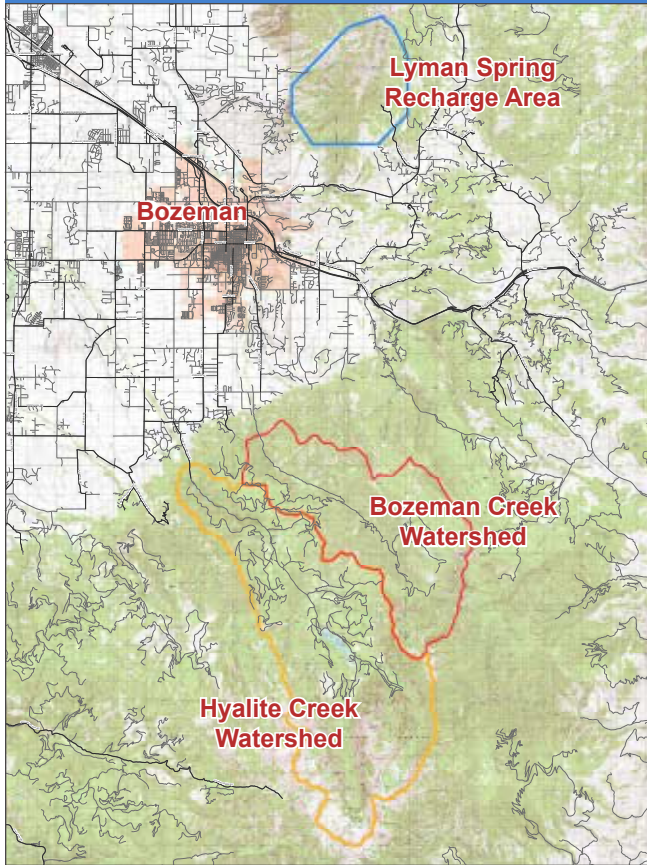 Lyman Spring
Recharge Area
Bozeman
Bozeman Creek
Watershed
Hyalite Creek
Watershed